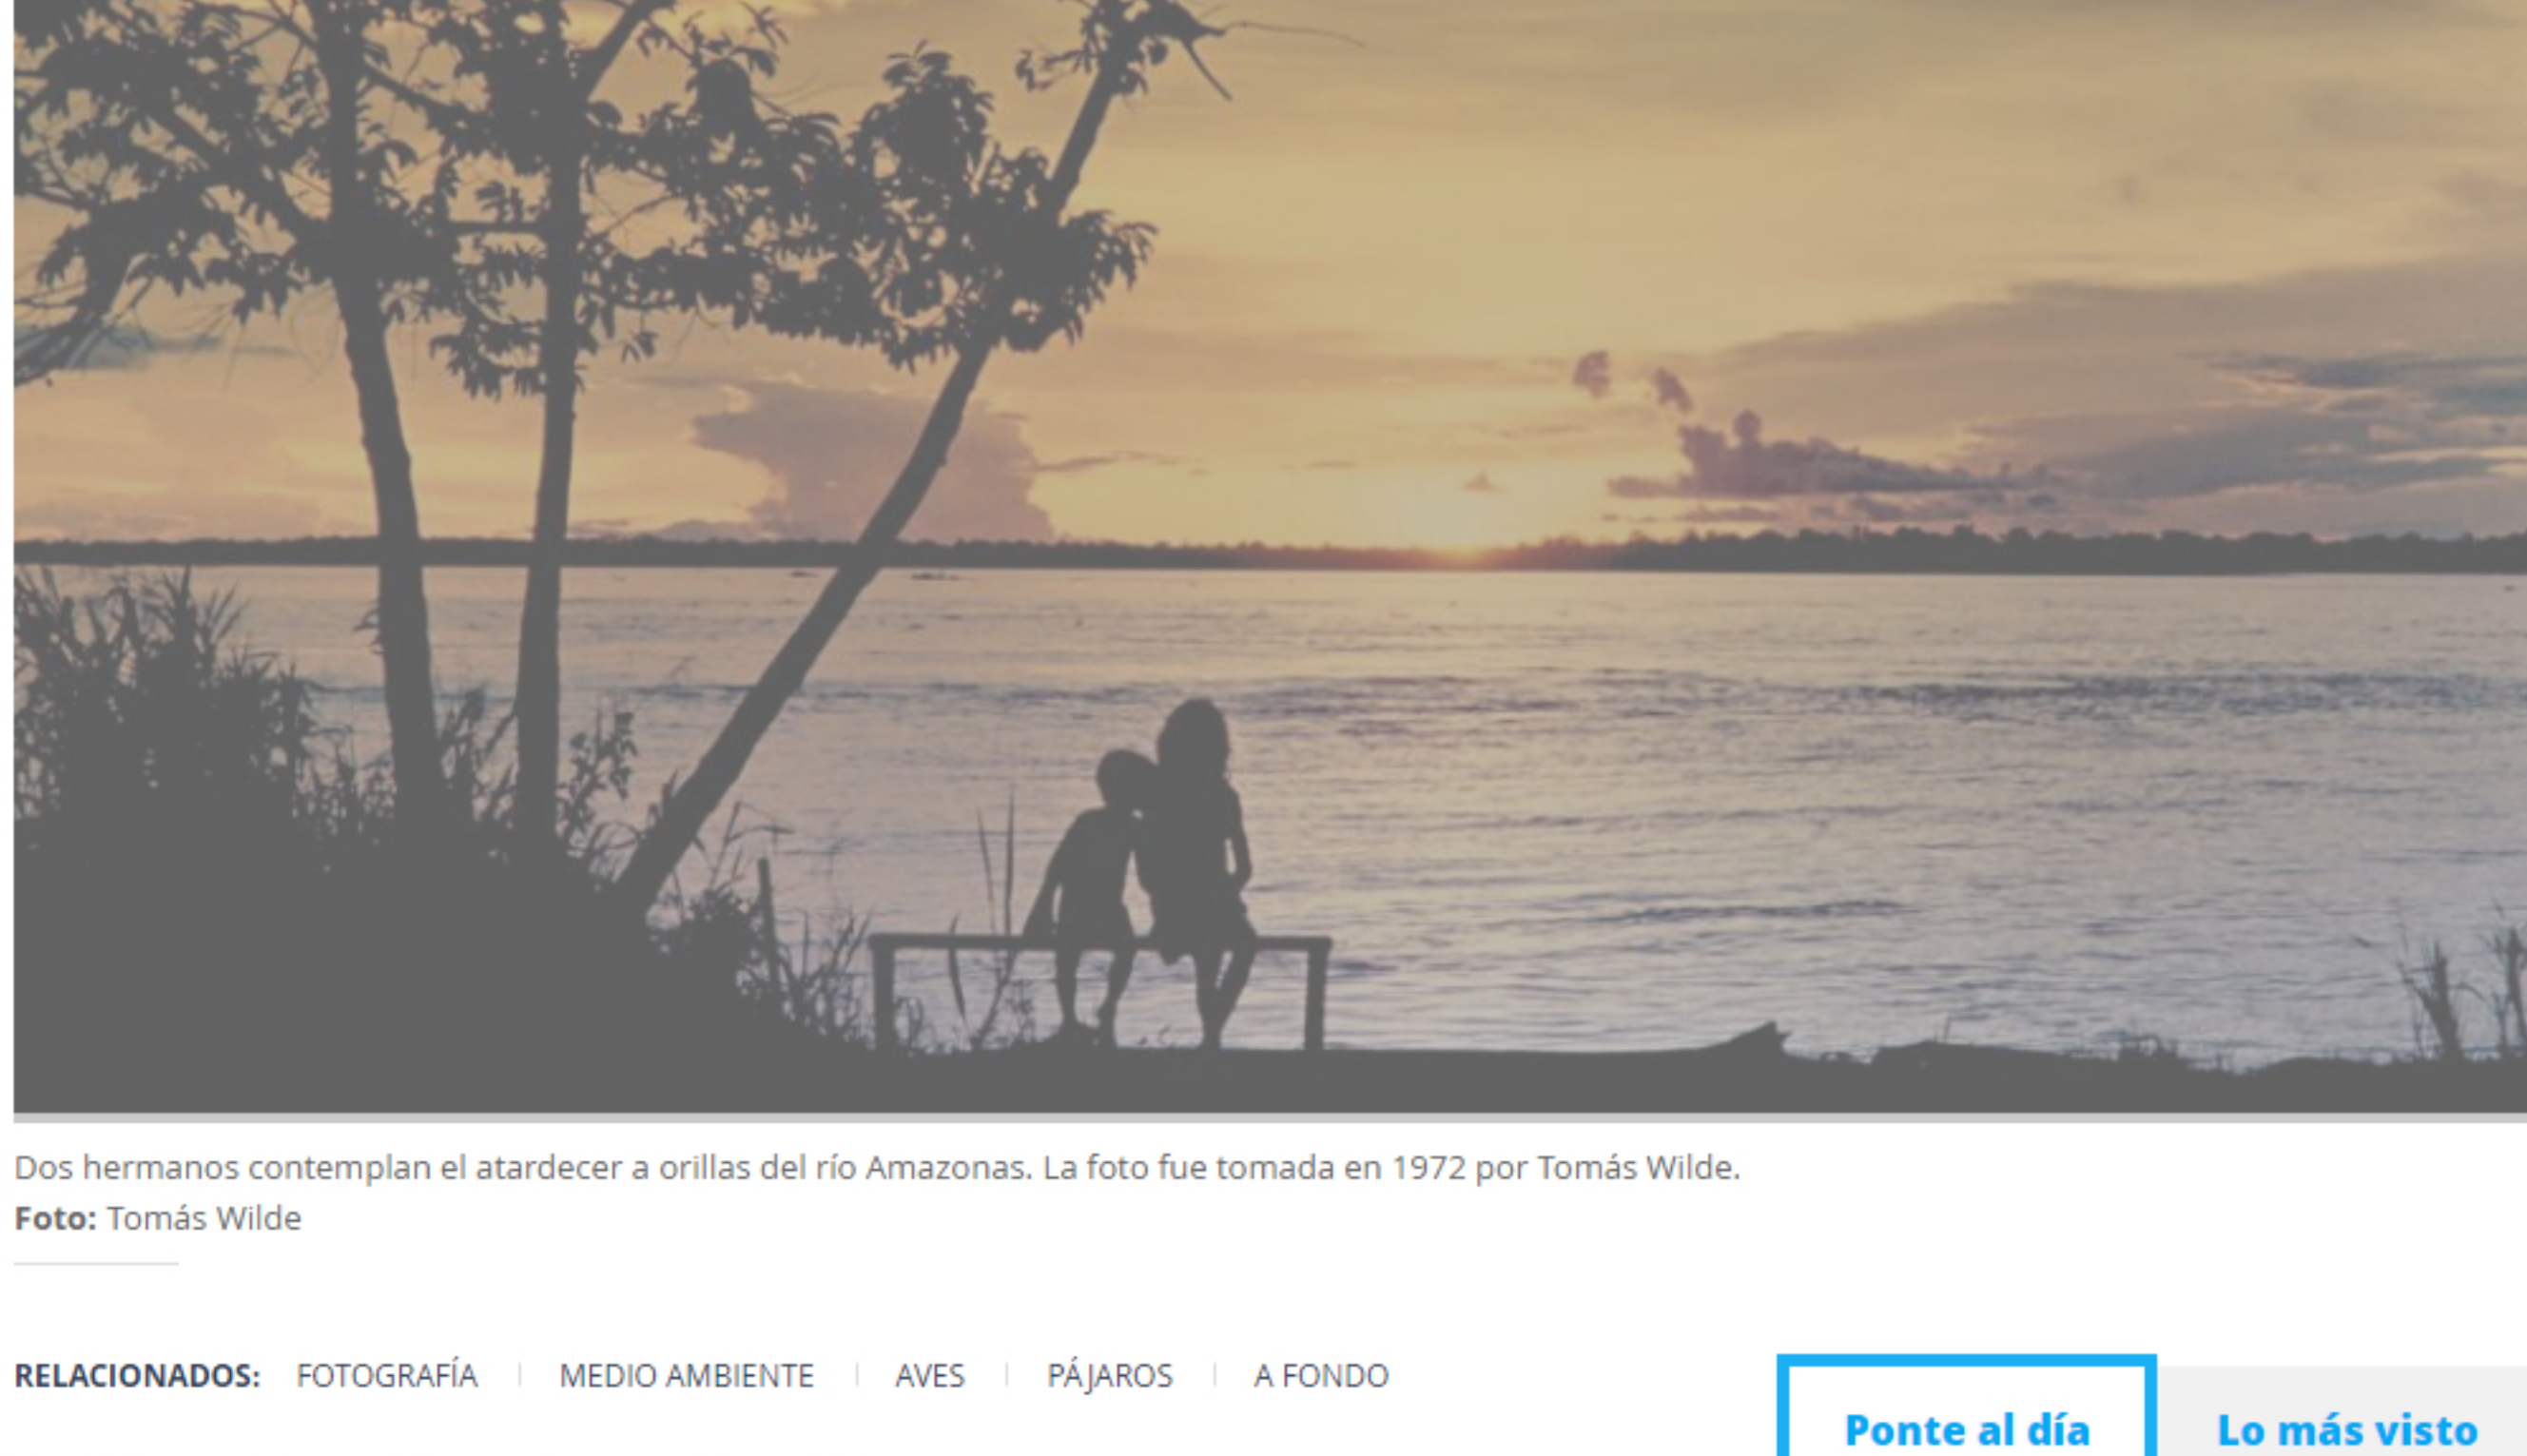 Dos hermanos contemplan el atardecer a orillas del río Amazonas. La foto fue tomada en 1972 por Tomás Wilde.
Foto: Tomás Wilde
RELACIONADOS: FOTOGRAFÍA MEDIO AMBIENTE AVES PÁJAROS A FONDO
Ponte al día Lo más visto